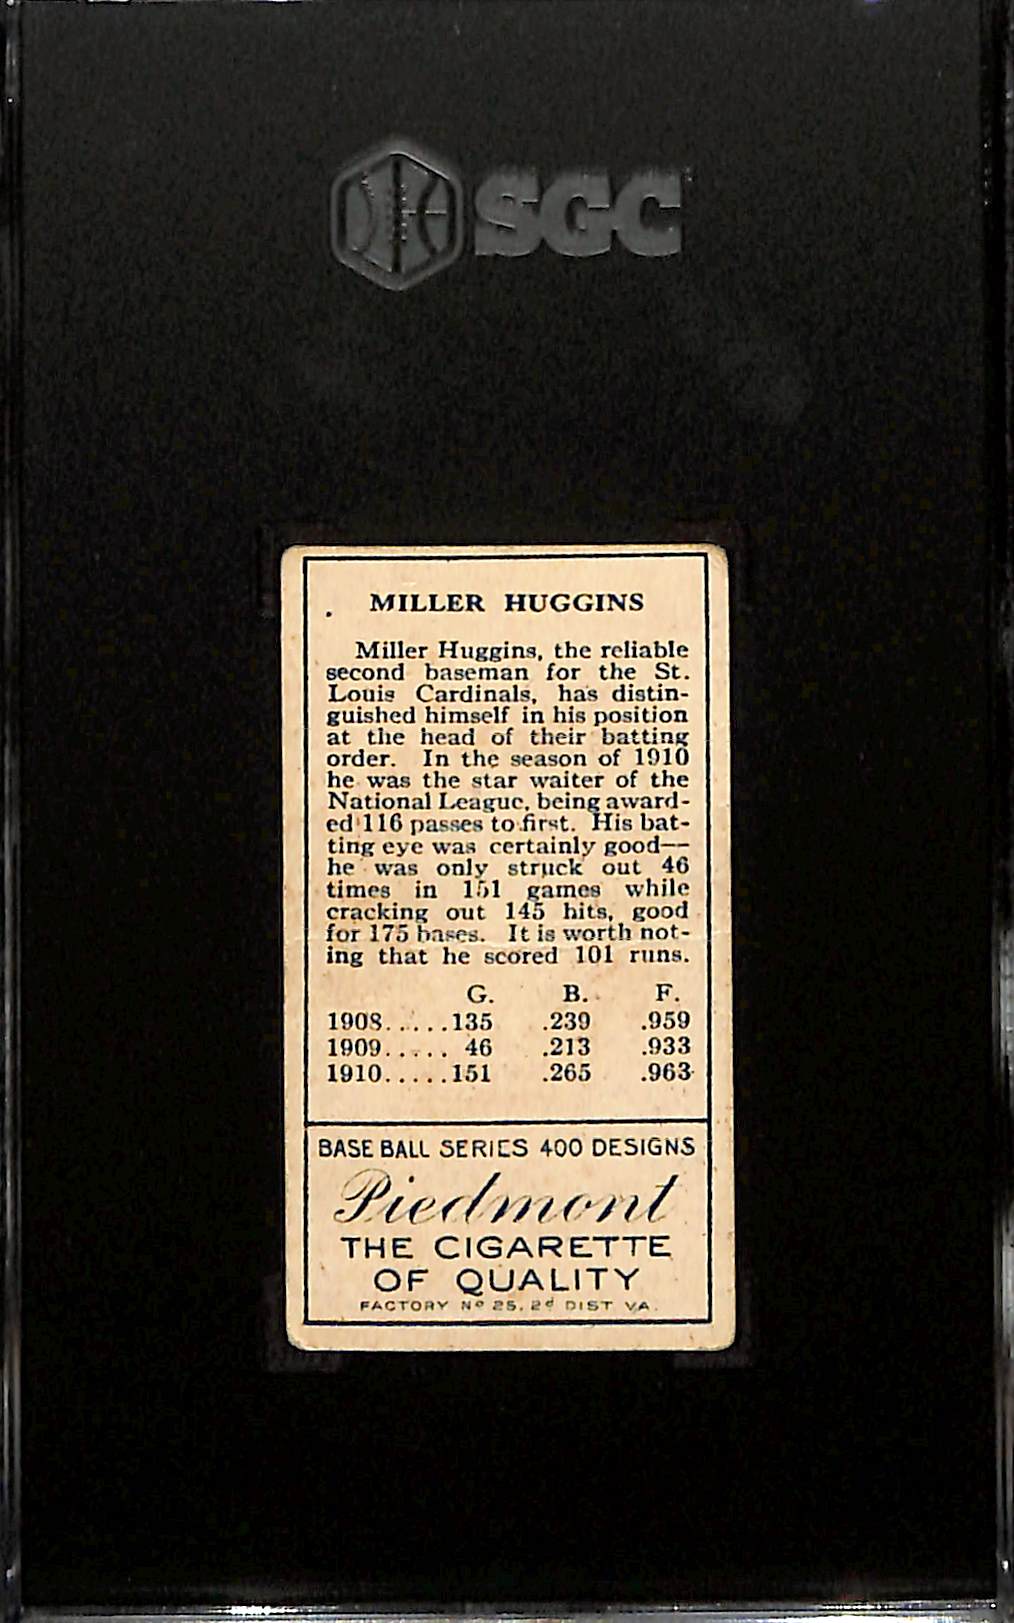 SGC
MILLER HUGGINS
Miller Huggins, the reliable
second baseman for the St.
Louis Cardinals, has distin-
guished himself in his position
at the head of their batting
order. In the season of 1910
he was the star waiter of the
National League, being award-
ed 116 passes to first. His bat-
ting eye was certainly good—
he was only struck out 46
times in 151 games while
cracking out 145 hits, good
for 175 bases. It is worth not-
ing that he scored 101 runs.
G. B. F.
1908......135 .239 .959
1909...... 46 .213 .933
1910.....151 .265 .963
BASE BALL SERIES 400 DESIGNS
Piedmont
THE CIGARETTE
OF QUALITY
FACTORY No 25, 2d DIST VA.